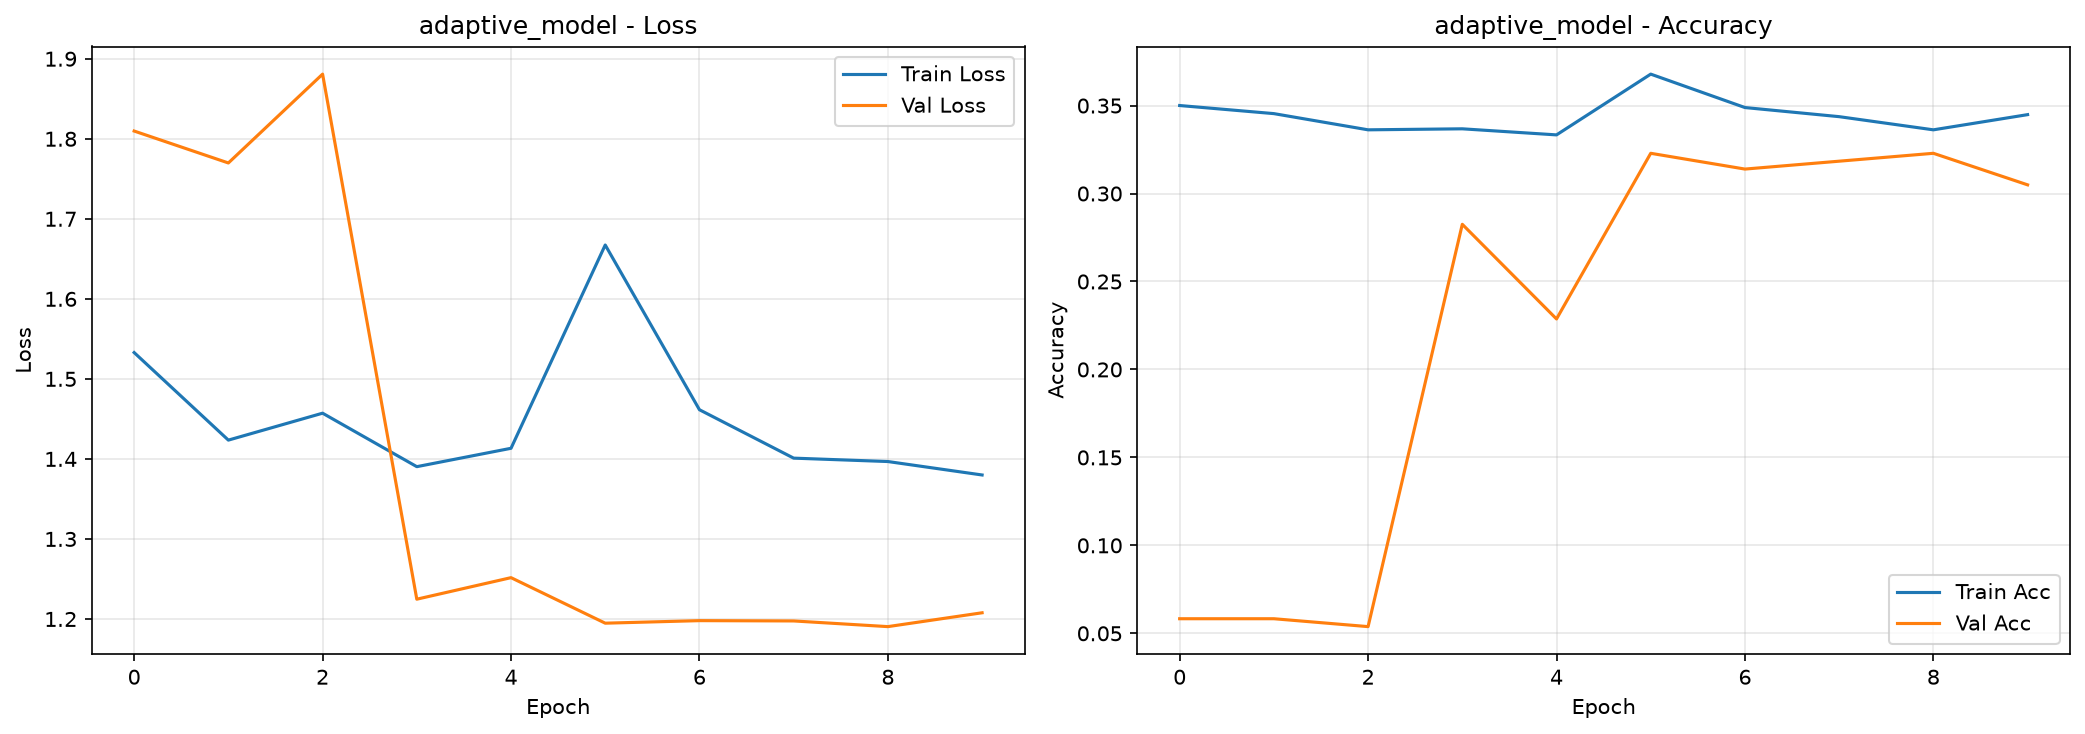 adaptive_model - Loss
Loss
1.9
1.8
1.7
1.6
1.5
1.4
1.3
1.2
Train Loss
Val Loss
0 2 4 6 8
Epoch
adaptive_model - Accuracy
Accuracy
0.35
0.30
0.25
0.20
0.15
0.10
0.05
Train Acc
Val Acc
0 2 4 6 8
Epoch